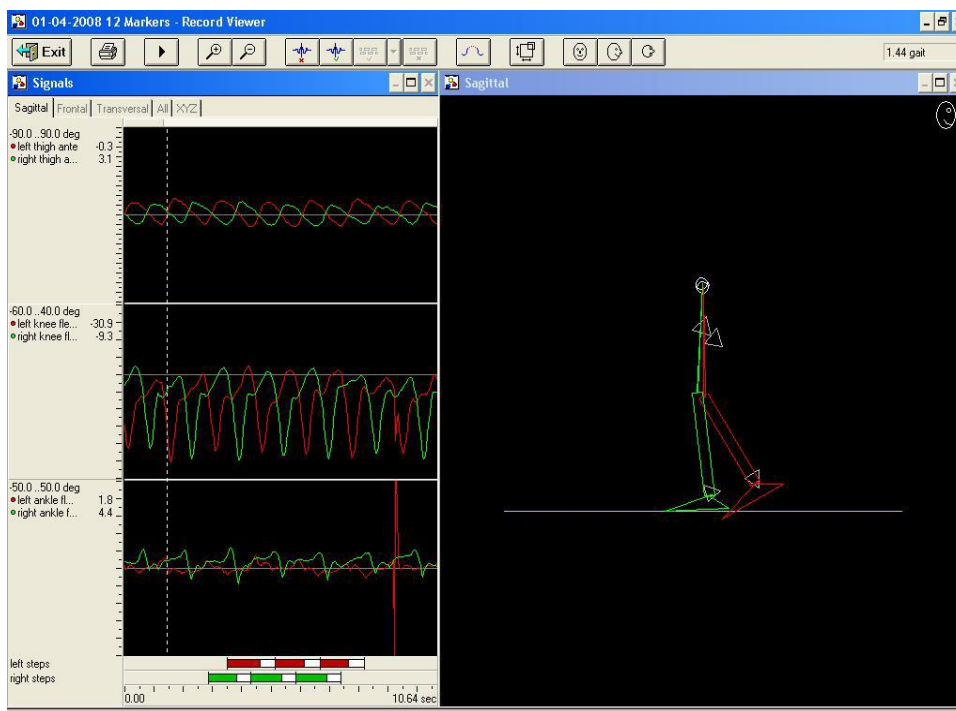 01-04-2008 12 Markers - Record Viewer
Exit
1.44 gait
Signals
Sagittal
Sagittal Frontal Transversal All XYZ
-90.0 ..90.0 deg
left thigh ante -0.3
right thigh a... 3.1
-60.0 ..40.0 deg
left knee fle... -30.9
right knee fl... -9.3
-50.0 ..50.0 deg
left ankle fl... 1.8
right ankle f... 4.4
left steps
right steps
0.00 10.64 sec